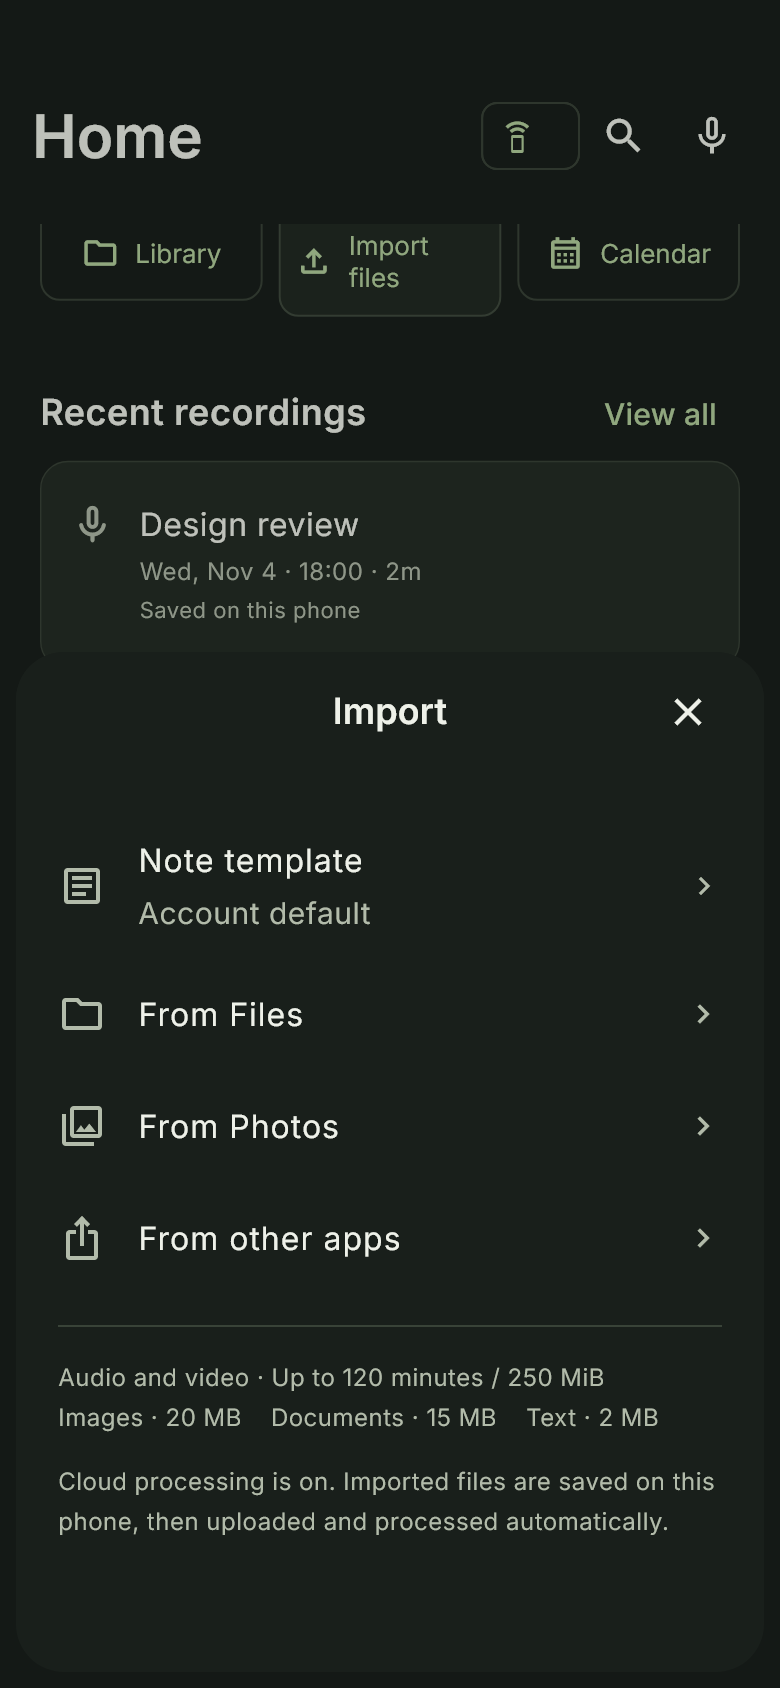 Home
Library
Import
files
Calendar
Recent recordings
View all
Design review
Wed, Nov 4 · 18:00 · 2m
Saved on this phone
Import
Note template
Account default
From Files
From Photos
From other apps
Audio and video · Up to 120 minutes / 250 MiB
Images · 20 MB Documents · 15 MB Text · 2 MB
Cloud processing is on. Imported files are saved on this
phone, then uploaded and processed automatically.